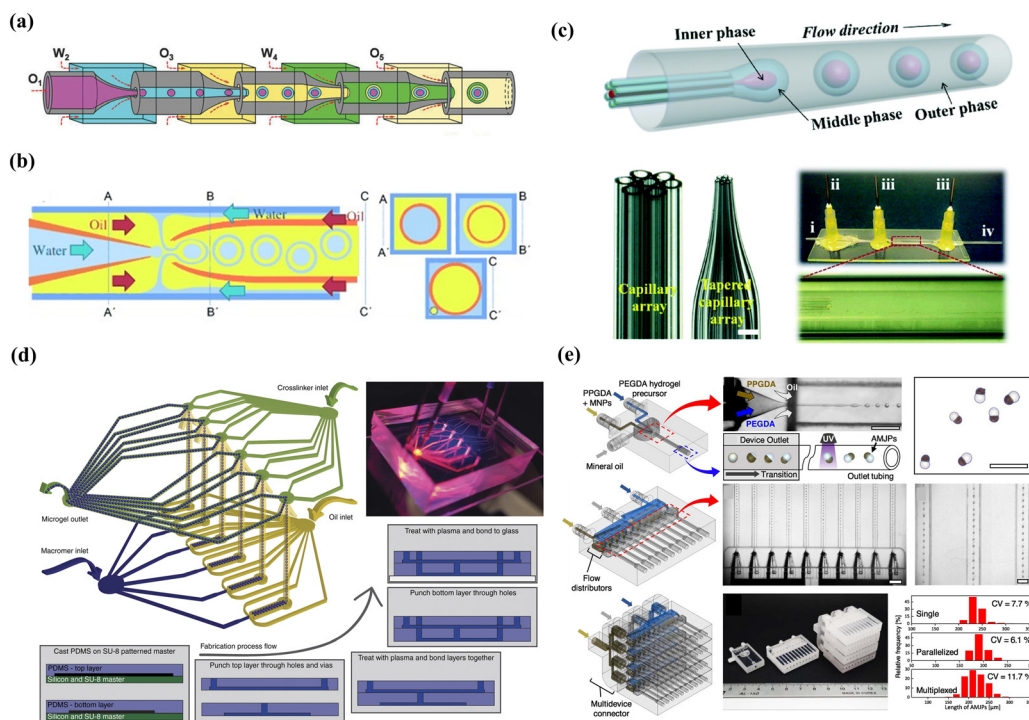 (a)
W2
O3
W4
O5
O1
(b)
A
B
C
Oil
Water
Oil
Water
A´
B´
C´
A
A´
B
B´
C
C´
(c)
Inner phase
Flow direction
Middle phase
Outer phase
Capillary
array
Tapered
capillary
array
ii
iii
iii
i
iv
(d)
Crosslinker inlet
Microgel outlet
Oil inlet
Macromer inlet
Treat with plasma and bond to glass
Punch bottom layer through holes
Fabrication process flow
Cast PDMS on SU-8 patterned master
PDMS - top layer
Silicon and SU-8 master
PDMS - bottom layer
Silicon and SU-8 master
Punch top layer through holes and vias
Treat with plasma and bond layers together
(e)
PEGDA hydrogel
precursor
PPGDA
+ MNPs
Mineral oil
PPGDA
Oil
PEGDA
Device Outlet
UV
AMJPs
Transition
Outlet tubing
Flow
distributors
Multidevice
connector
Relative frequency (%)
CV = 7.7 %
Single
CV = 6.1 %
Parallelized
CV = 11.7 %
Multiplexed
100 150 200 250 300 350
Length of AMJPs [µm]